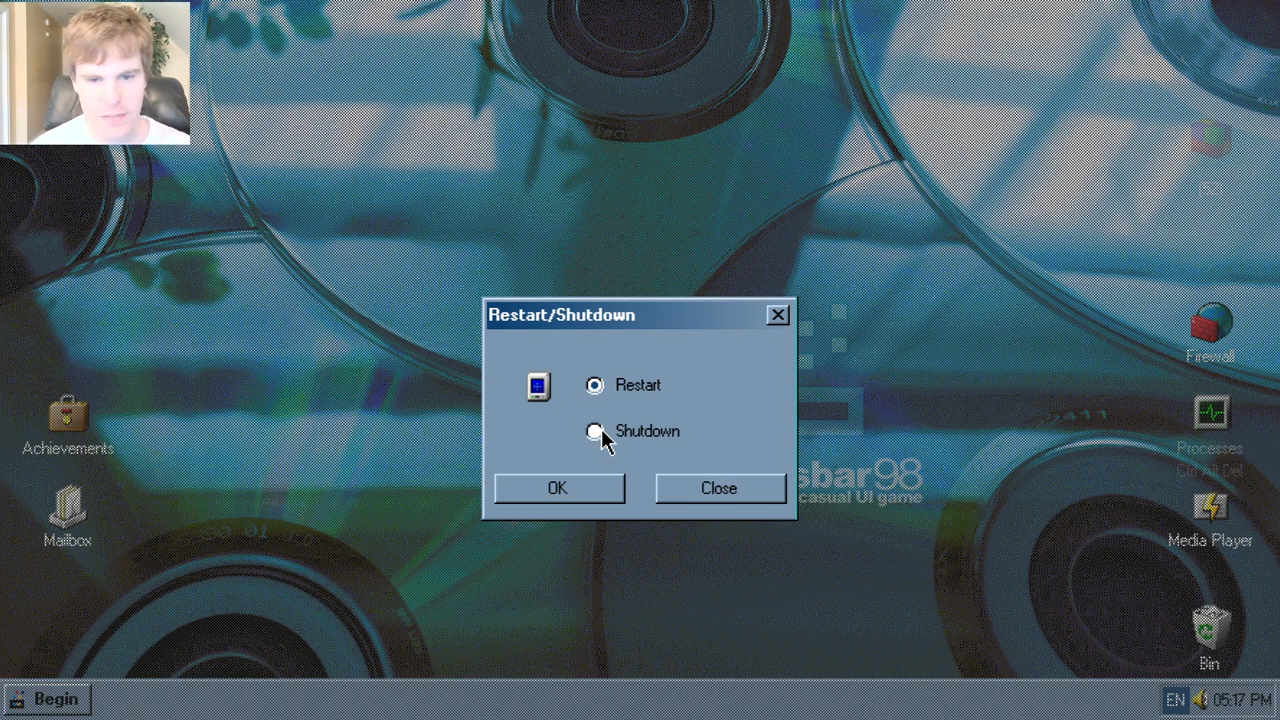 Restart/Shutdown
Restart
Shutdown
OK
Close
Firewall
Achievements
Processes
Ctrl Alt Del
sbar98
casual UI game
Mailbox
Media Player
Bin
Begin
EN
05:17 PM